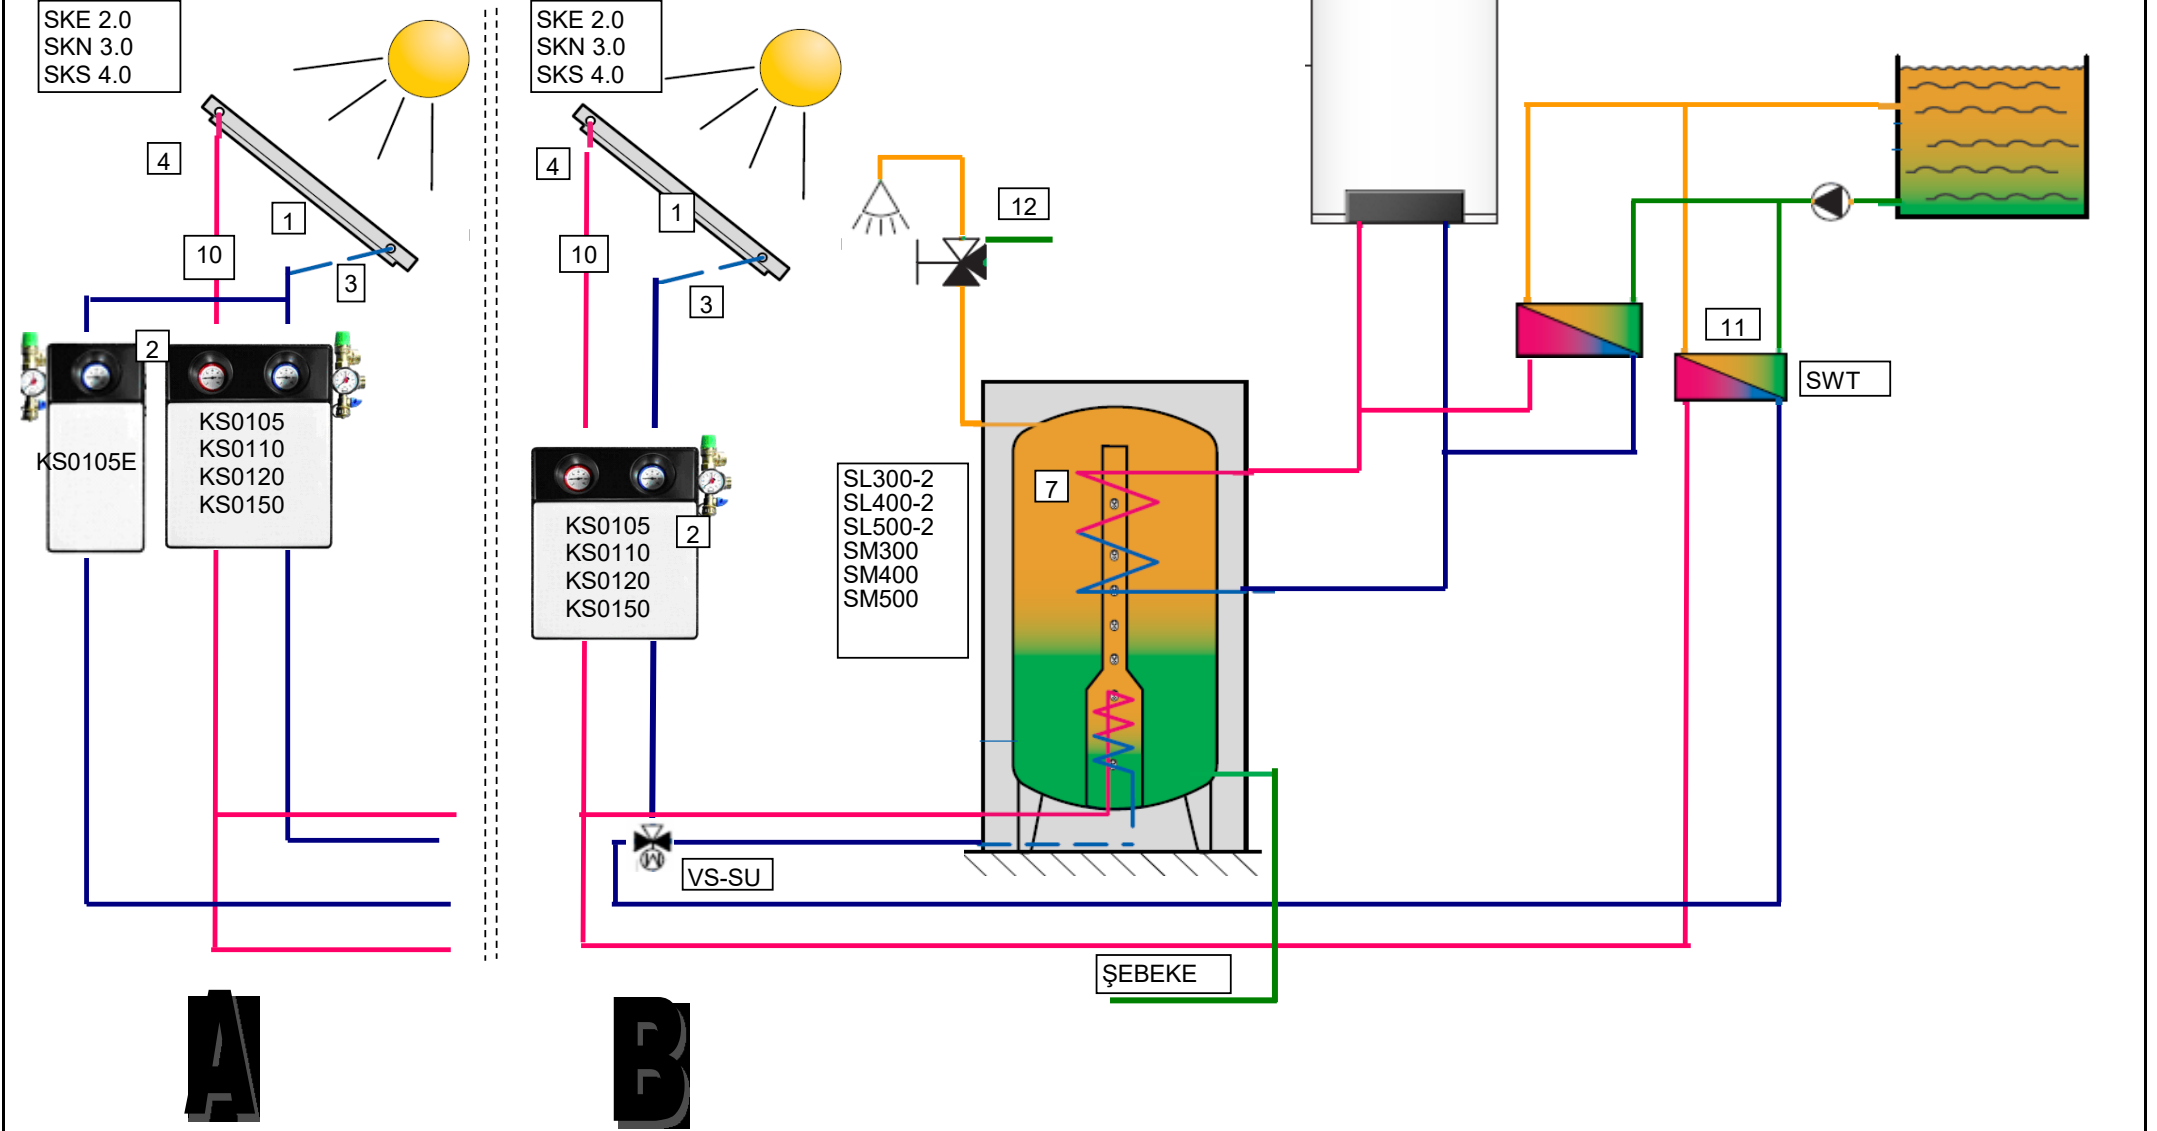 SKE 2.0
SKN 3.0
SKS 4.0
4
1
10
3
2
KS0105E
KS0105
KS0110
KS0120
KS0150
A
SKE 2.0
SKN 3.0
SKS 4.0
4
1
10
3
KS0105
KS0110
KS0120
KS0150
2
VS-SU
B
12
SL300-2
SL400-2
SL500-2
SM300
SM400
SM500
7
ŞEBEKE
11
SWT